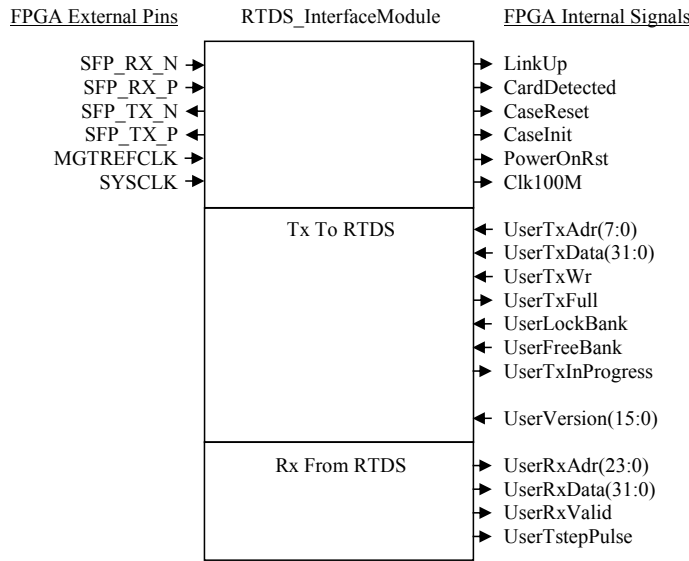 FPGA External Pins RTDS_InterfaceModule FPGA Internal Signals
SFP_RX_N LinkUp
SFP_RX_P CardDetected
SFP_TX_N CaseReset
SFP_TX_P CaseInit
MGTREFCLK PowerOnRst
SYSCLK Clk100M
Tx To RTDS UserTxAdr(7:0)
UserTxData(31:0)
UserTxWr
UserTxFull
UserLockBank
UserFreeBank
UserTxInProgress
UserVersion(15:0)
Rx From RTDS UserRxAdr(23:0)
UserRxData(31:0)
UserRxValid
UserTstepPulse